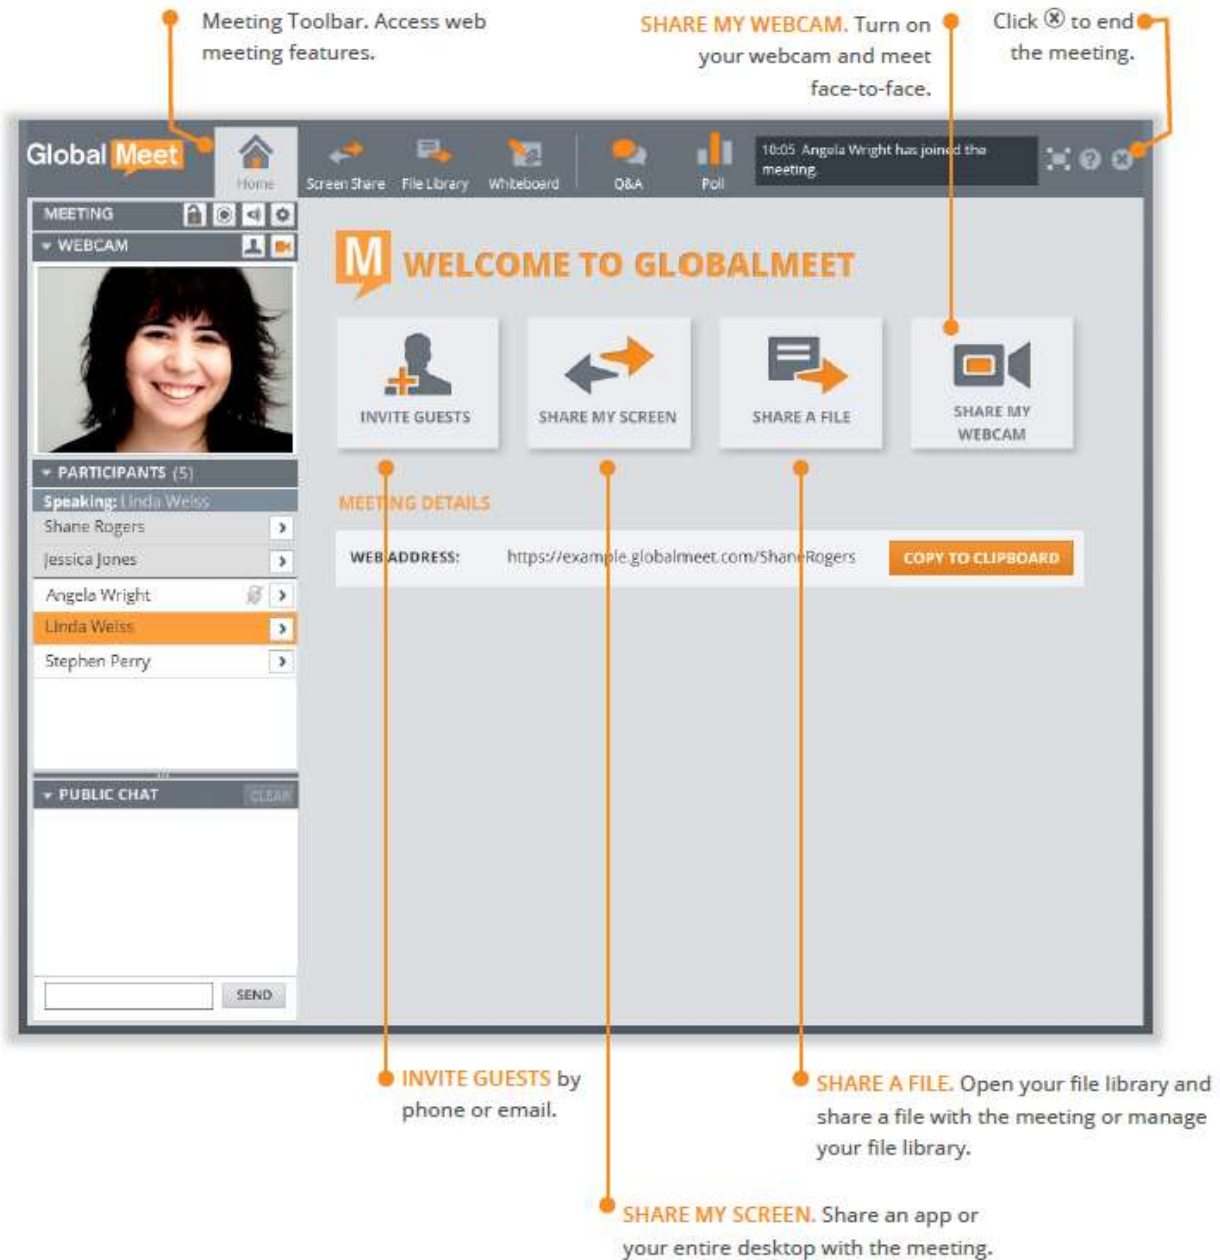 Meeting Toolbar. Access web
meeting features.
SHARE MY WEBCAM. Turn on
your webcam and meet
face-to-face.
Click ⓧ to end
the meeting.
Global Meet
Home
Screen Share
File Library
Whiteboard
Q&A
Poll
10:05 Angela Wright has joined the
meeting.
MEETING
WEBCAM
M WELCOME TO GLOBALMEET
INVITE GUESTS
SHARE MY SCREEN
SHARE A FILE
SHARE MY
WEBCAM
PARTICIPANTS (5)
Speaking: Linda Weiss
Shane Rogers
Jessica Jones
Angela Wright
Linda Weiss
Stephen Perry
MEETING DETAILS
WEB ADDRESS: https://example.globalmeet.com/ShaneRogers COPY TO CLIPBOARD
PUBLIC CHAT CLEAR
SEND
INVITE GUESTS by
phone or email.
SHARE A FILE. Open your file library and
share a file with the meeting or manage
your file library.
SHARE MY SCREEN. Share an app or
your entire desktop with the meeting.